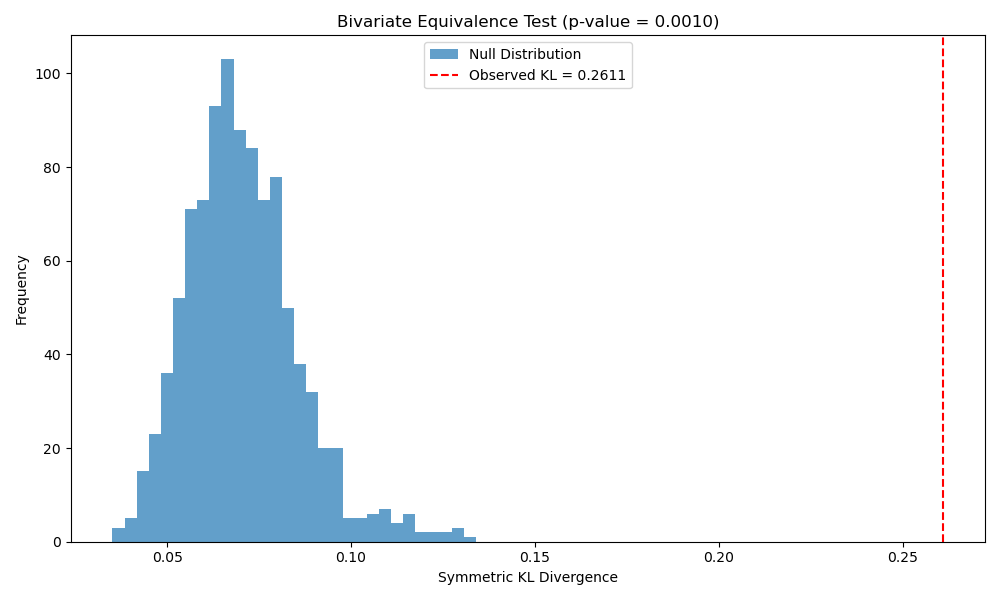 Bivariate Equivalence Test (p-value = 0.0010)
Null Distribution
Observed KL = 0.2611
Frequency
100
80
60
40
20
0
0.05 0.10 0.15 0.20 0.25
Symmetric KL Divergence